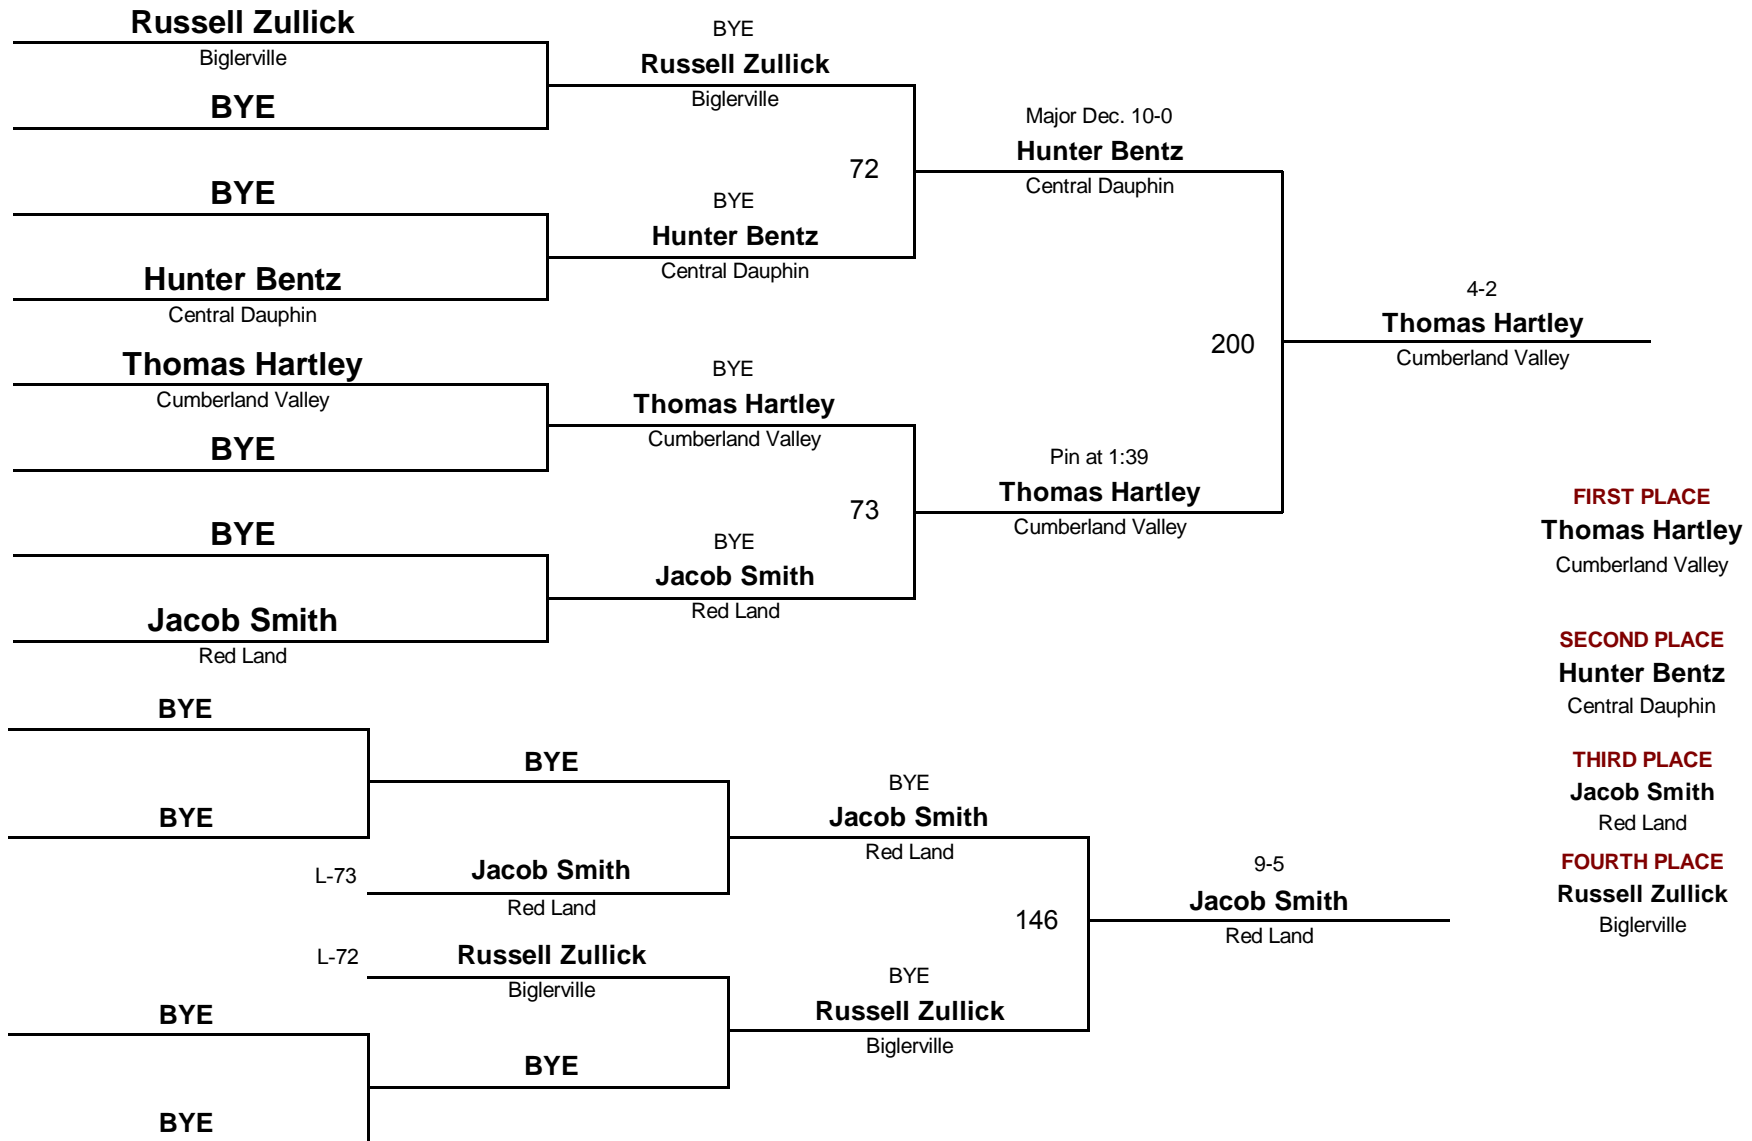 Russell Zullick
Biglerville
BYE
BYE
Hunter Bentz
Central Dauphin
Thomas Hartley
Cumberland Valley
BYE
BYE
Jacob Smith
Red Land
BYE
Russell Zullick
Biglerville
72
BYE
Hunter Bentz
Central Dauphin
BYE
Thomas Hartley
Cumberland Valley
73
BYE
Jacob Smith
Red Land
Major Dec. 10-0
Hunter Bentz
Central Dauphin
200
Pin at 1:39
Thomas Hartley
Cumberland Valley
4-2
Thomas Hartley
Cumberland Valley
FIRST PLACE
Thomas Hartley
Cumberland Valley
SECOND PLACE
Hunter Bentz
Central Dauphin
THIRD PLACE
Jacob Smith
Red Land
FOURTH PLACE
Russell Zullick
Biglerville
BYE
BYE
BYE
BYE
BYE
L-73
Jacob Smith
Red Land
L-72
Russell Zullick
Biglerville
BYE
BYE
Jacob Smith
Red Land
146
BYE
Russell Zullick
Biglerville
9-5
Jacob Smith
Red Land